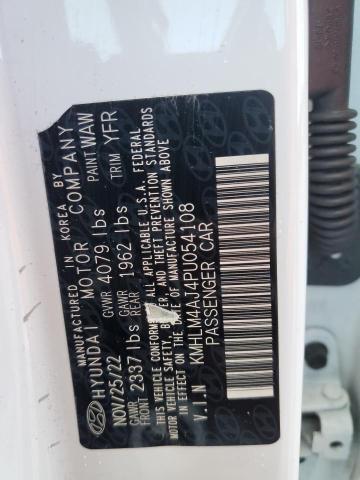 MANUFACTURED IN KOREA BY
HYUNDAI MOTOR COMPANY
NOV/25/22 GVWR 4079 lbs PAINT WAW
GAWR FRONT 2337 lbs GAWR REAR 1962 lbs TRIM YFR
THIS VEHICLE CONFORMS ALL APPLICABLE U.S.A. FEDERAL
MOTOR VEHICLE SAFETY, BUMPER, AND THEFT PREVENTION STANDARDS
IN EFFECT ON THE DATE OF MANUFACTURE SHOWN ABOVE
V.I.N KMHLM4AJ4PU054108
PASSENGER CAR